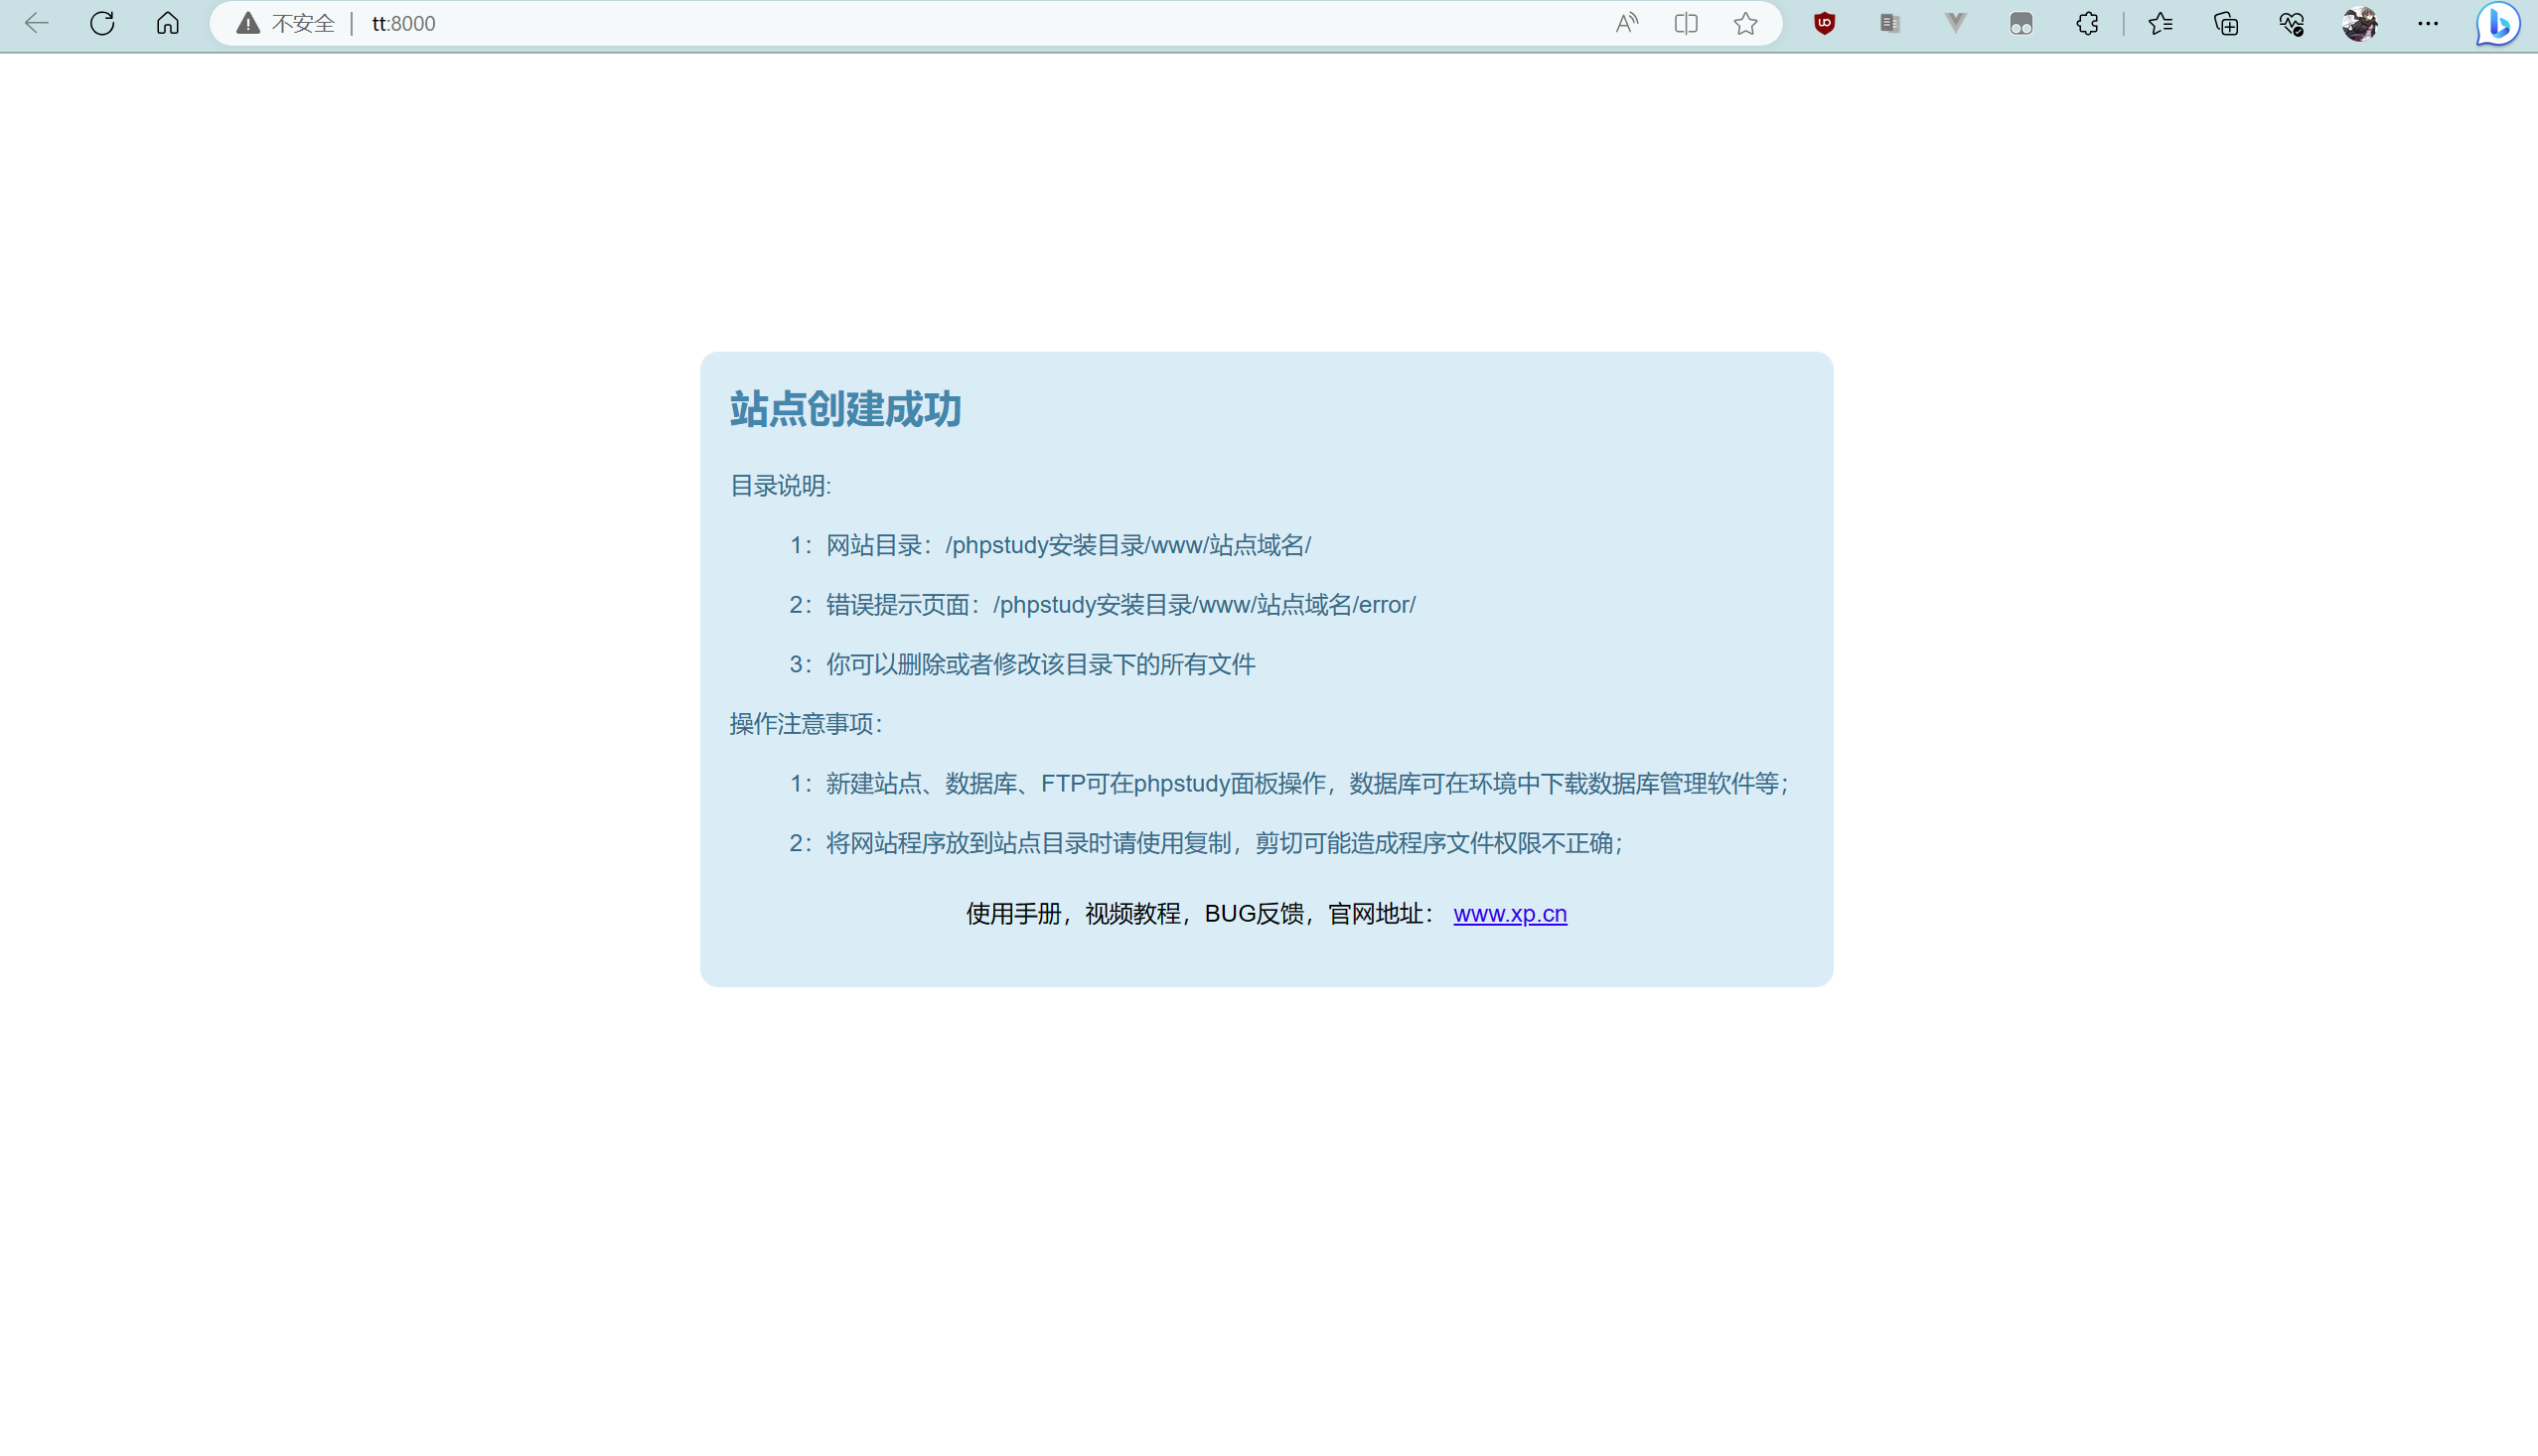 不安全 | tt:8000
站点创建成功
目录说明:
1：网站目录：/phpstudy安装目录/www/站点域名/
2：错误提示页面：/phpstudy安装目录/www/站点域名/error/
3：你可以删除或者修改该目录下的所有文件
操作注意事项：
1：新建站点、数据库、FTP可在phpstudy面板操作，数据库可在环境中下载数据库管理软件等；
2：将网站程序放到站点目录时请使用复制，剪切可能造成程序文件权限不正确；
使用手册，视频教程，BUG反馈，官网地址： www.xp.cn